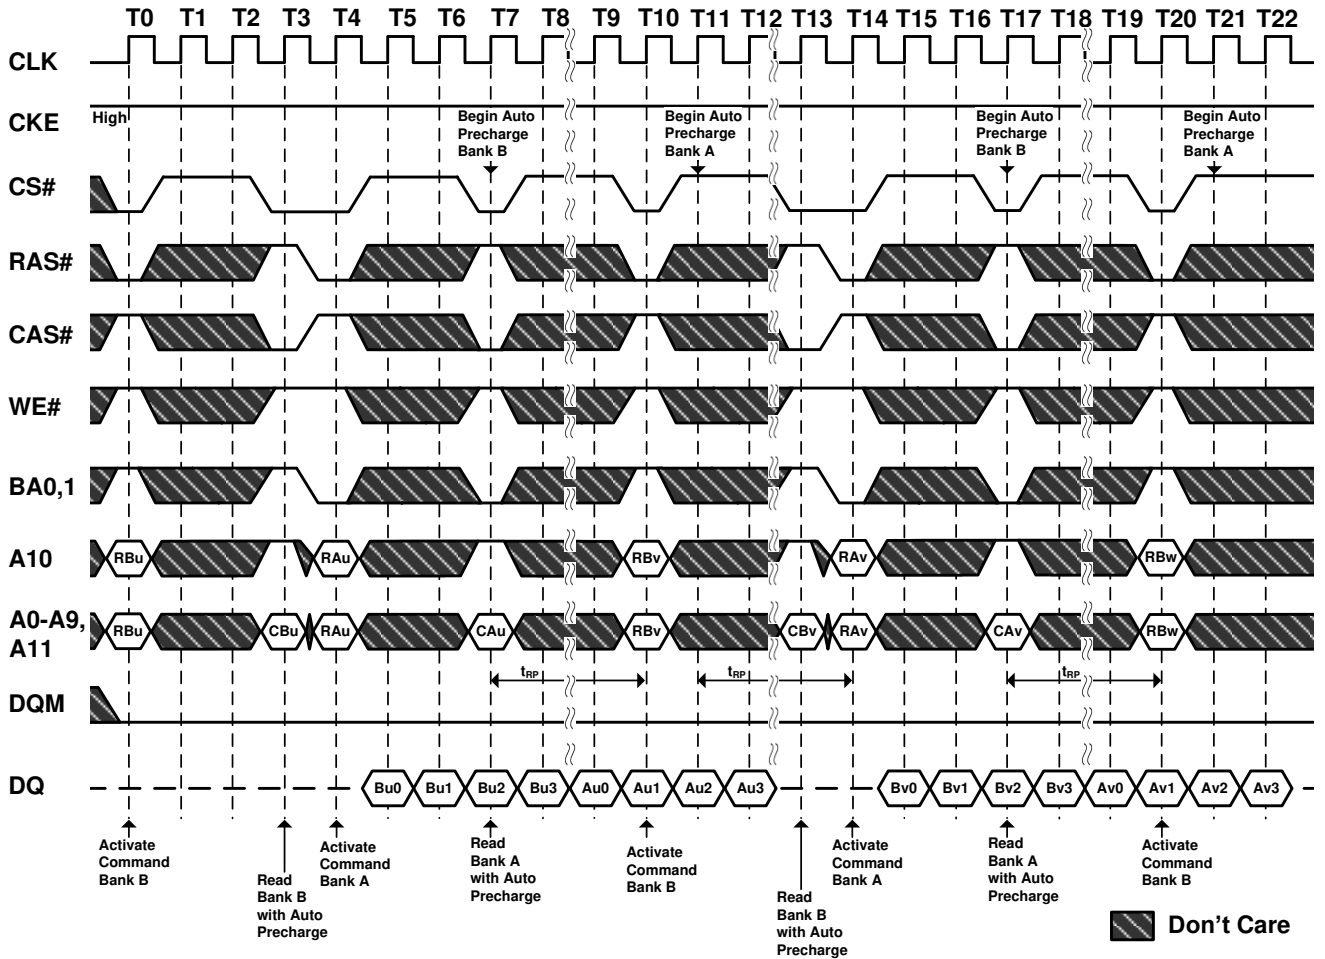 T0 T1 T2 T3 T4 T5 T6 T7 T8 T9 T10 T11 T12 T13 T14 T15 T16 T17 T18 T19 T20 T21 T22
CLK
CKE
High
Begin Auto
Precharge
Bank B
Begin Auto
Precharge
Bank A
Begin Auto
Precharge
Bank B
Begin Auto
Precharge
Bank A
CS#
RAS#
CAS#
WE#
BA0,1
A10
RBu RAu RBv RAv RBw
A0-A9,
A11
RBu CBu RAu CAu RBv CBv RAv CAv RBw
tRP tRP tRP
DQM
DQ
Bu0 Bu1 Bu2 Bu3 Au0 Au1 Au2 Au3 Bv0 Bv1 Bv2 Bv3 Av0 Av1 Av2 Av3
Activate
Command
Bank B
Read
Bank B
with Auto
Precharge
Activate
Command
Bank A
Read
Bank A
with Auto
Precharge
Activate
Command
Bank B
Read
Bank B
with Auto
Precharge
Activate
Command
Bank A
Read
Bank A
with Auto
Precharge
Activate
Command
Bank B
Don't Care